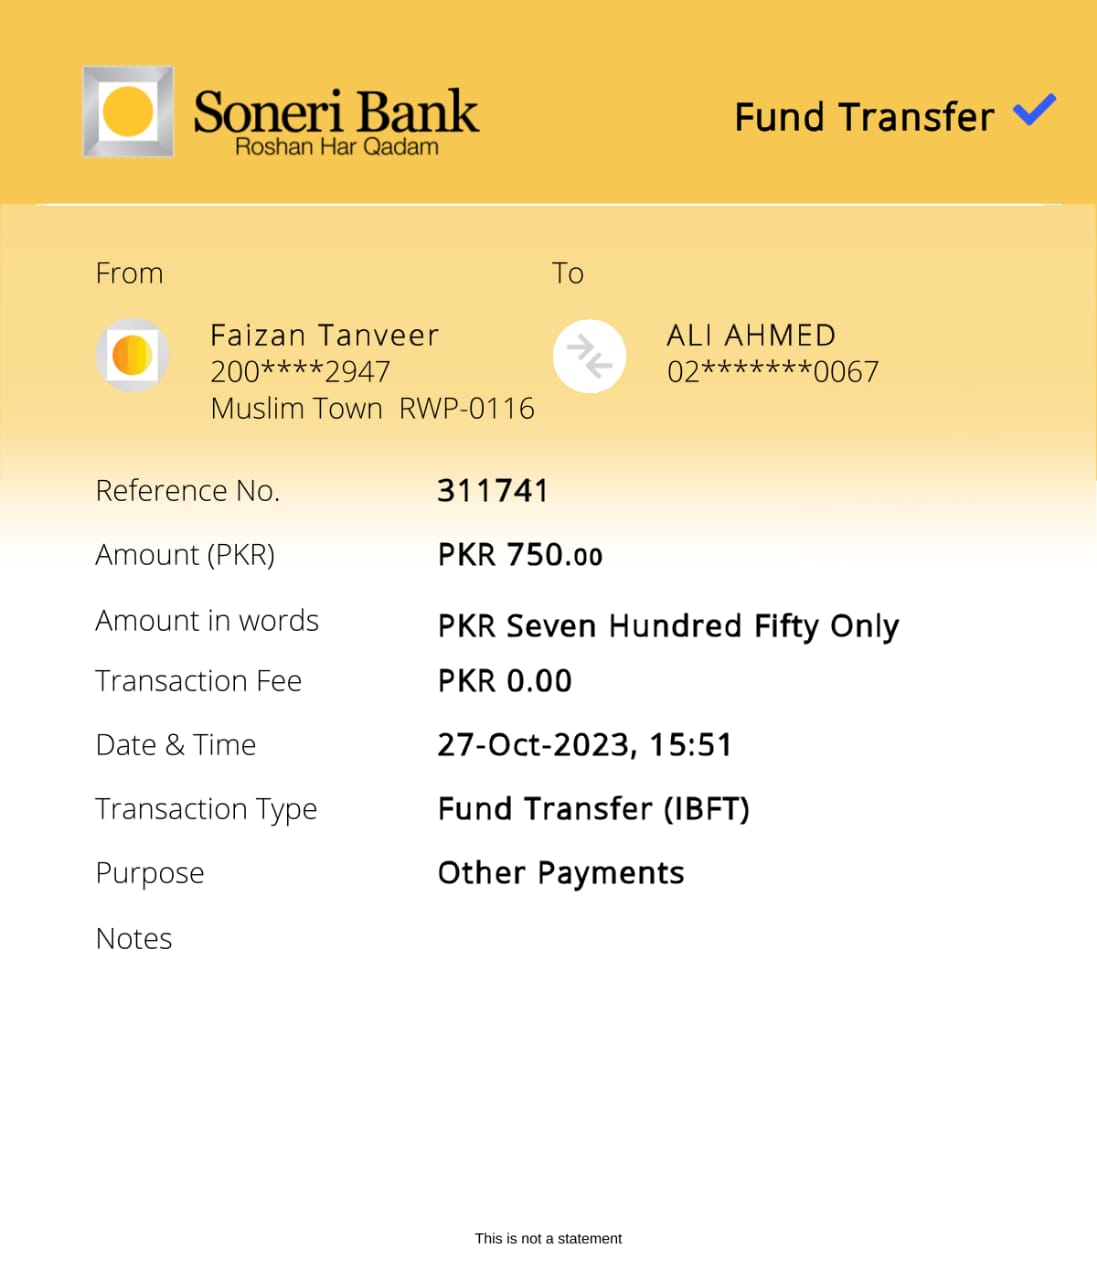 Soneri Bank
Roshan Har Qadam
Fund Transfer
From
To
Faizan Tanveer
200****2947
Muslim Town RWP-0116
ALI AHMED
02*******0067
Reference No. 311741
Amount (PKR) PKR 750.00
Amount in words PKR Seven Hundred Fifty Only
Transaction Fee PKR 0.00
Date & Time 27-Oct-2023, 15:51
Transaction Type Fund Transfer (IBFT)
Purpose Other Payments
Notes
This is not a statement